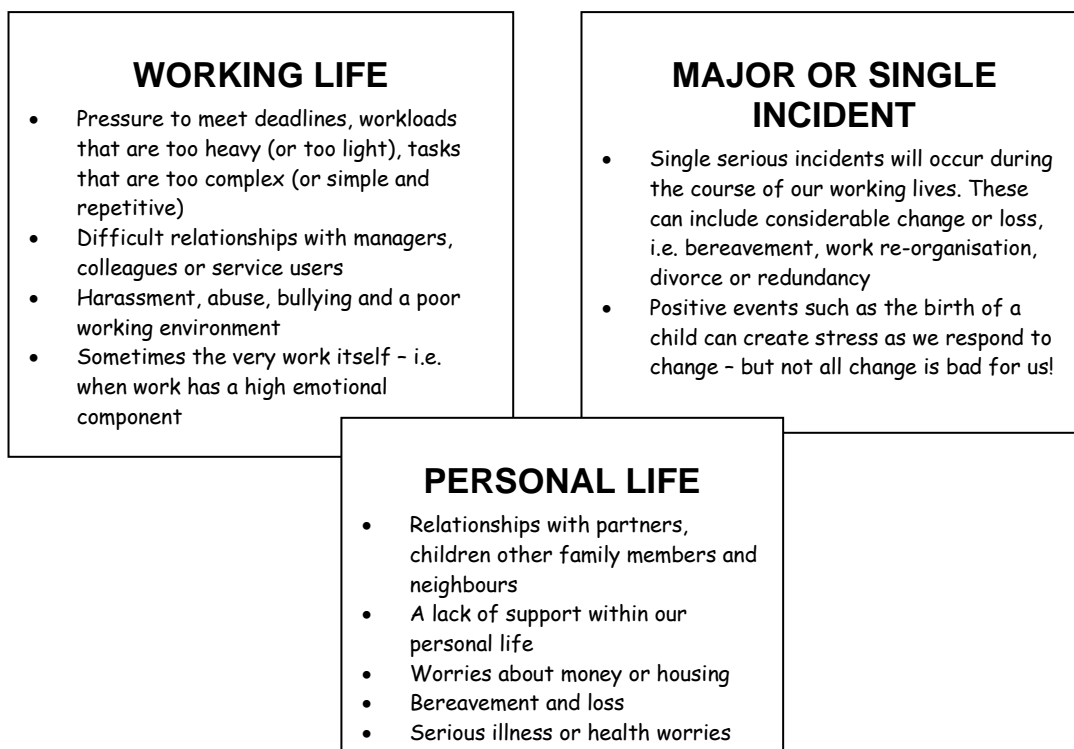 WORKING LIFE
• Pressure to meet deadlines, workloads
that are too heavy (or too light), tasks
that are too complex (or simple and
repetitive)
• Difficult relationships with managers,
colleagues or service users
• Harassment, abuse, bullying and a poor
working environment
• Sometimes the very work itself – i.e.
when work has a high emotional
component
MAJOR OR SINGLE
INCIDENT
• Single serious incidents will occur during
the course of our working lives. These
can include considerable change or loss,
i.e. bereavement, work re-organisation,
divorce or redundancy
• Positive events such as the birth of a
child can create stress as we respond to
change – but not all change is bad for us!
PERSONAL LIFE
• Relationships with partners,
children other family members and
neighbours
• A lack of support within our
personal life
• Worries about money or housing
• Bereavement and loss
• Serious illness or health worries